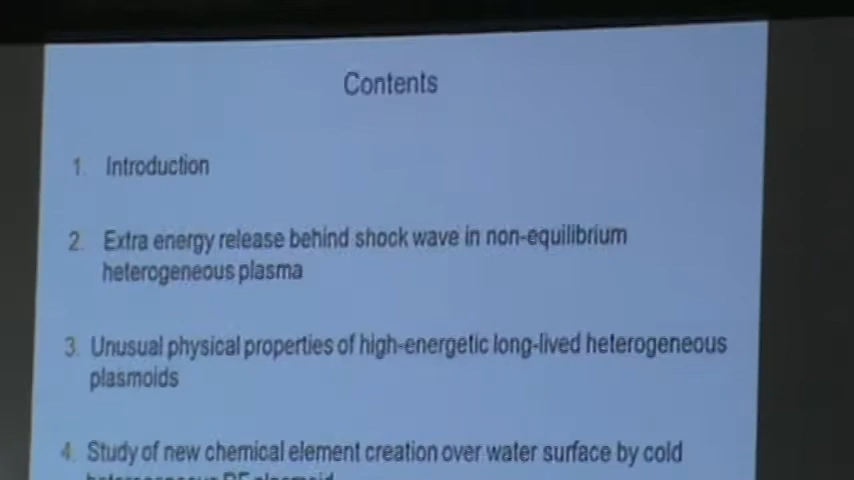 Contents
1. Introduction
2. Extra energy release behind shock wave in non-equilibrium
heterogeneous plasma
3. Unusual physical properties of high-energetic long-lived heterogeneous
plasmoids
4. Study of new chemical element creation over water surface by cold